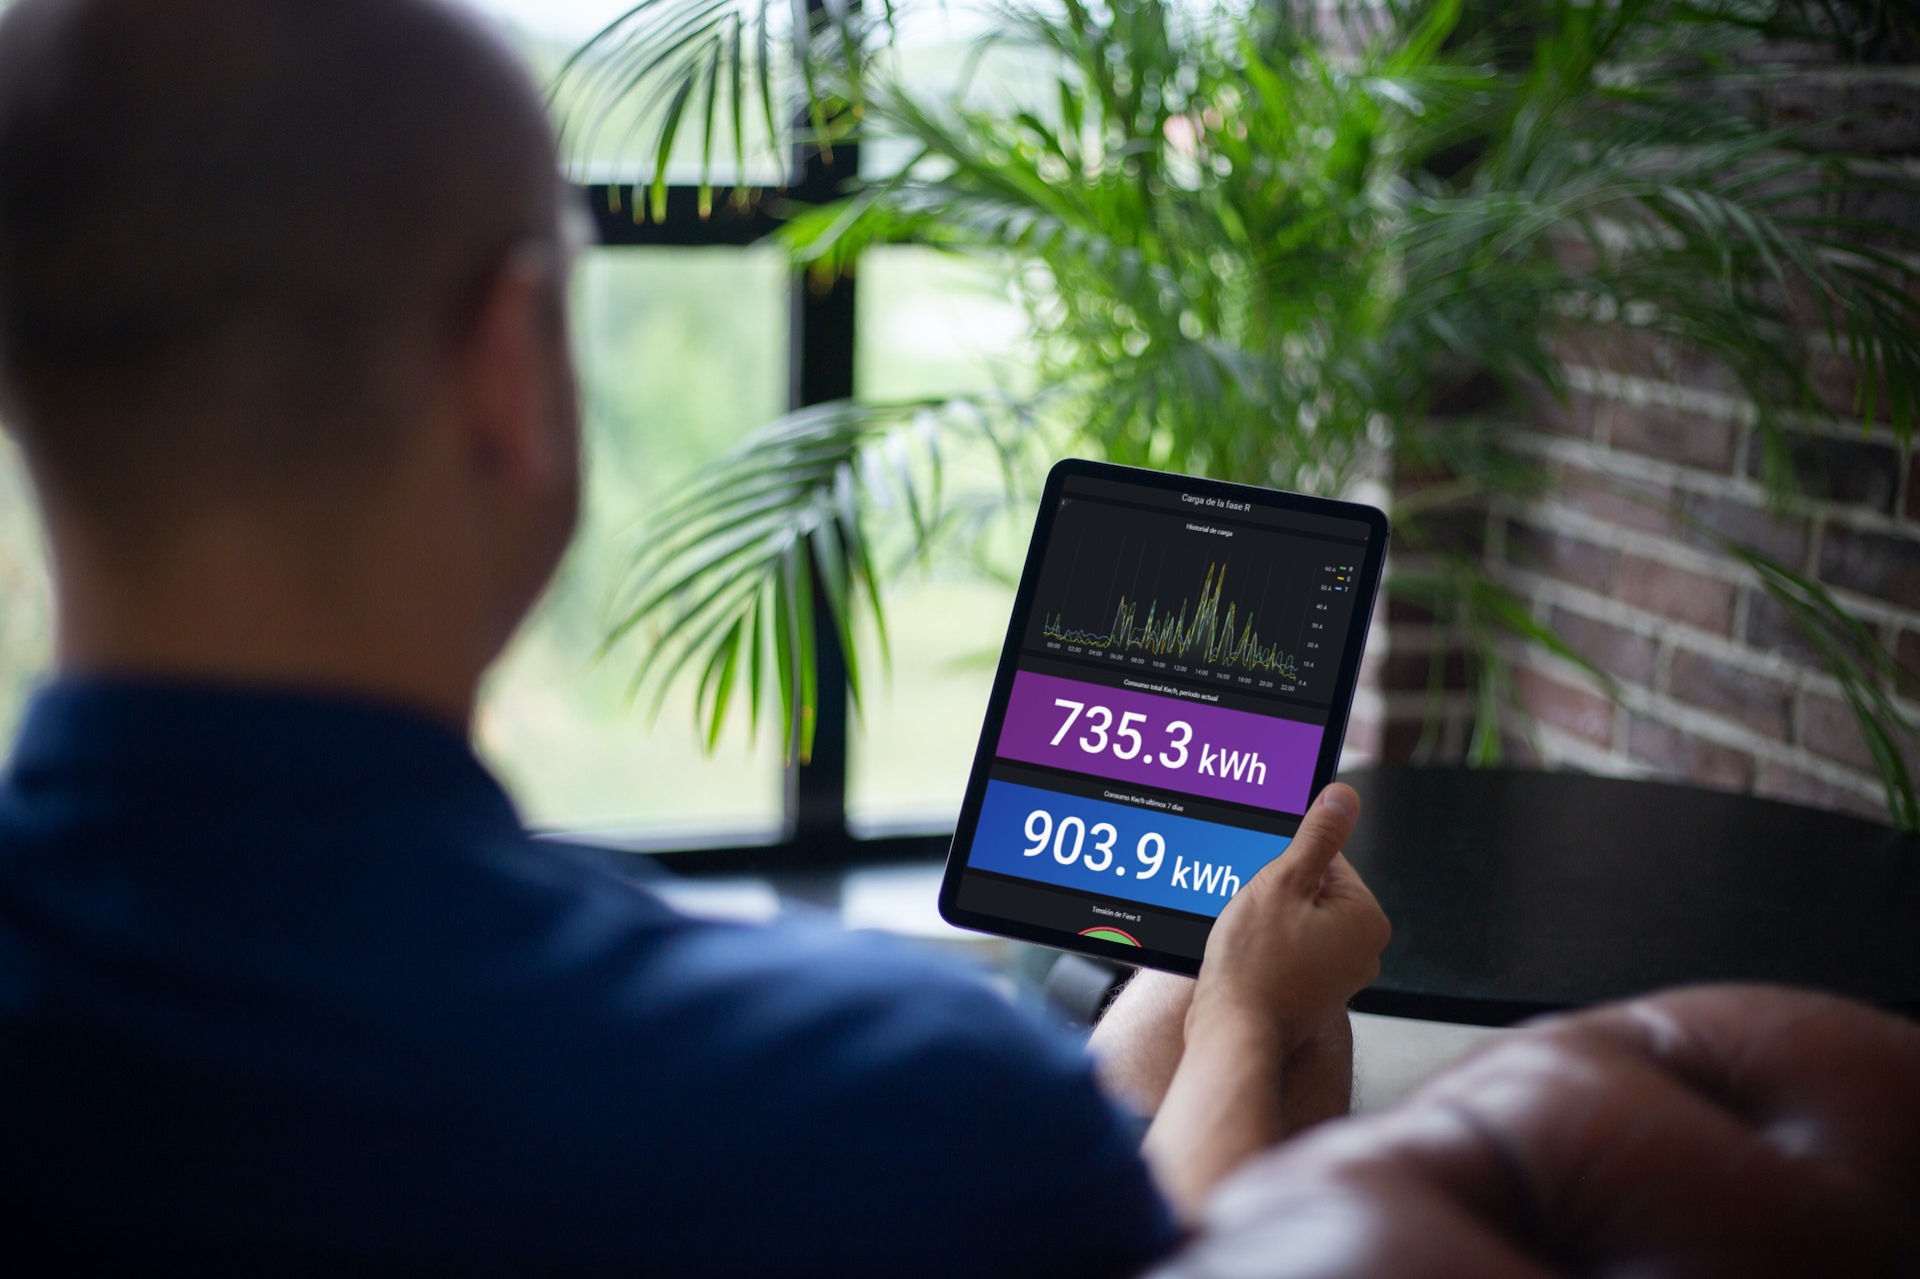 Carga de la fase R
Historial de carga
60 A
50 A
40 A
30 A
20 A
10 A
0 A
R
S
T
00:00 02:00 04:00 06:00 08:00 10:00 12:00 14:00 16:00 18:00 20:00 22:00
Consumo total Kw/h, periodo actual
735.3 kWh
Consumo Kw/h ultimos 7 dias
903.9 kWh
Tensión de Fase S